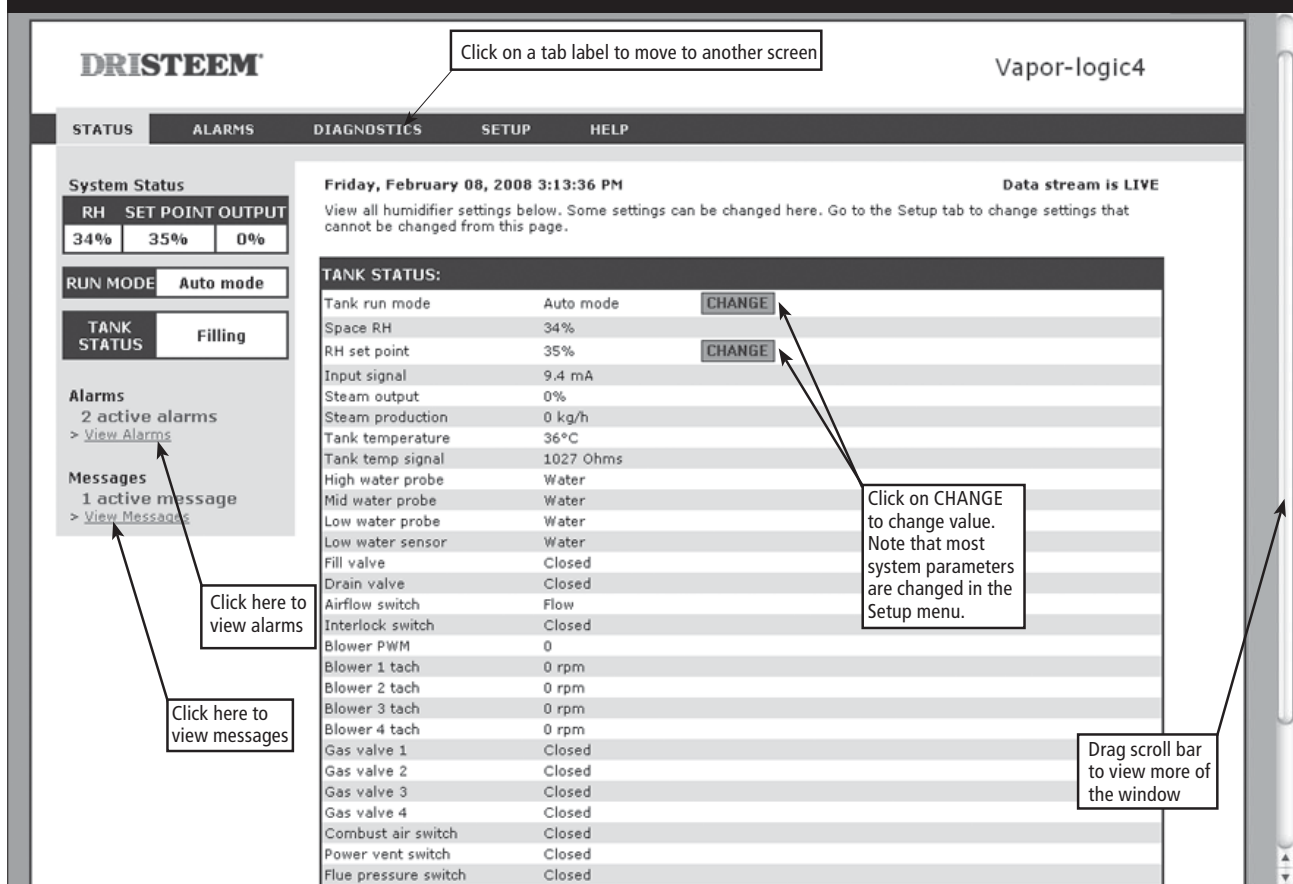 DRISTEEM
Click on a tab label to move to another screen
Vapor-logic4
STATUS ALARMS DIAGNOSTICS SETUP HELP
System Status
RH SET POINT OUTPUT
34% 35% 0%
RUN MODE Auto mode
TANK STATUS Filling
Alarms
2 active alarms
> View Alarms
Messages
1 active message
> View Messages
Click here to
view alarms
Click here to
view messages
Friday, February 08, 2008 3:13:36 PM
Data stream is LIVE
View all humidifier settings below. Some settings can be changed here. Go to the Setup tab to change settings that
cannot be changed from this page.
TANK STATUS:
Tank run mode Auto mode CHANGE
Space RH 34%
RH set point 35% CHANGE
Input signal 9.4 mA
Steam output 0%
Steam production 0 kg/h
Tank temperature 36°C
Tank temp signal 1027 Ohms
High water probe Water
Mid water probe Water
Low water probe Water
Low water sensor Water
Fill valve Closed
Drain valve Closed
Airflow switch Flow
Interlock switch Closed
Blower PWM 0
Blower 1 tach 0 rpm
Blower 2 tach 0 rpm
Blower 3 tach 0 rpm
Blower 4 tach 0 rpm
Gas valve 1 Closed
Gas valve 2 Closed
Gas valve 3 Closed
Gas valve 4 Closed
Combust air switch Closed
Power vent switch Closed
Flue pressure switch Closed
Click on CHANGE
to change value.
Note that most
system parameters
are changed in the
Setup menu.
Drag scroll bar
to view more of
the window